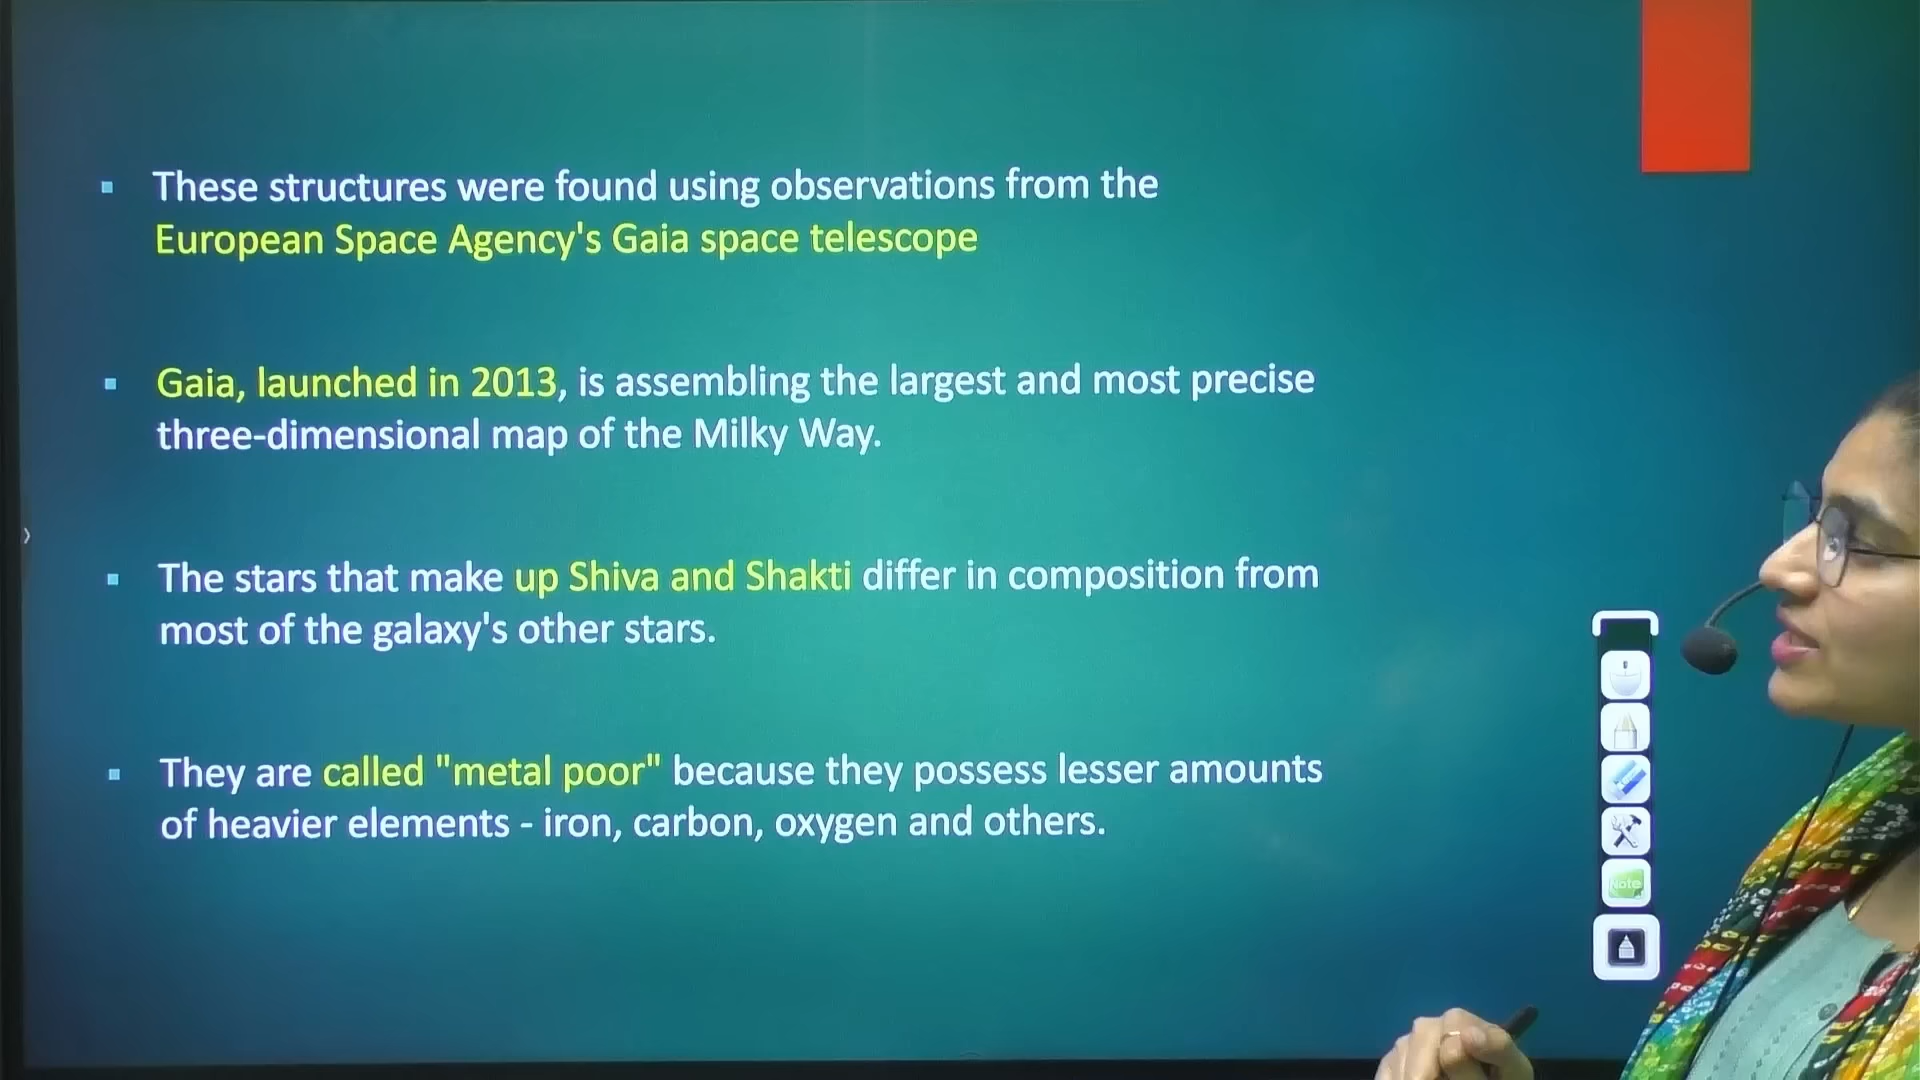 These structures were found using observations from the
European Space Agency's Gaia space telescope
Gaia, launched in 2013, is assembling the largest and most precise
three-dimensional map of the Milky Way.
The stars that make up Shiva and Shakti differ in composition from
most of the galaxy's other stars.
They are called "metal poor" because they possess lesser amounts
of heavier elements - iron, carbon, oxygen and others.
Note